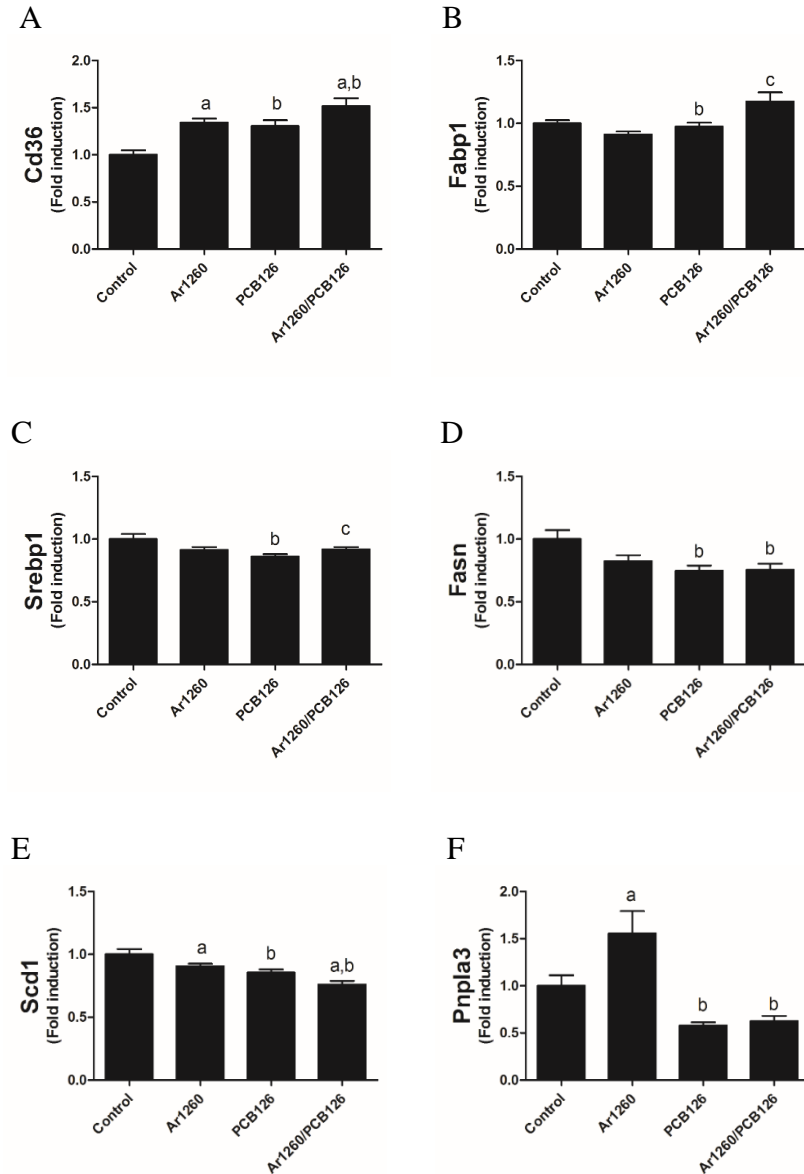 A
Cd36
(Fold induction)
1.5
1.0
0.5
0.0
2.0
a
b
a,b
Control
Ar1260
PCB126
Ar1260/PCB126
B
Fabp1
(Fold induction)
1.5
1.0
0.5
0.0
b
c
Control
Ar1260
PCB126
Ar1260/PCB126
C
Srebp1
(Fold induction)
1.5
1.0
0.5
0.0
b
c
Control
Ar1260
PCB126
Ar1260/PCB126
D
Fasn
(Fold induction)
1.5
1.0
0.5
0.0
b
b
Control
Ar1260
PCB126
Ar1260/PCB126
E
Scd1
(Fold induction)
1.5
1.0
0.5
0.0
a
b
a,b
Control
Ar1260
PCB126
Ar1260/PCB126
F
Pnpla3
(Fold induction)
2.0
1.5
1.0
0.5
0.0
a
b
b
Control
Ar1260
PCB126
Ar1260/PCB126